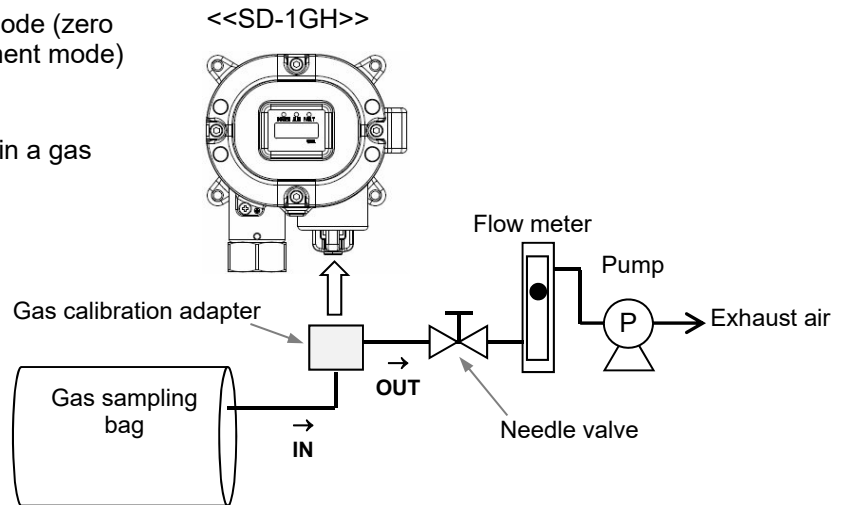 ode (zero
nent mode)
in a gas
<<SD-1GH>>
Flow meter
Pump
P
Exhaust air
Gas calibration adapter
→
OUT
Gas sampling
bag
→
IN
Needle valve